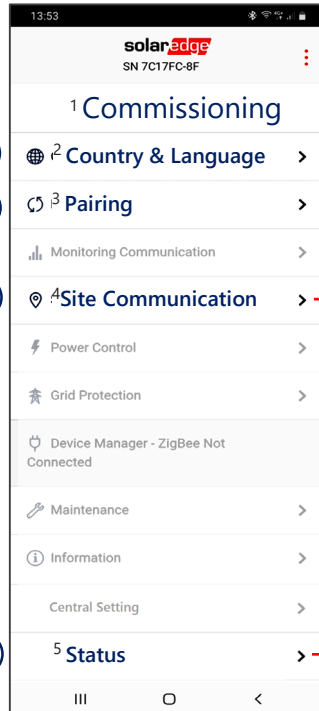 13:53
solaredge
SN 7C17FC-8F
1 Commissioning
2 Country & Language
3 Pairing
Monitoring Communication
4 Site Communication
Power Control
Grid Protection
Device Manager - ZigBee Not
Connected
Maintenance
Information
Central Setting
5 Status